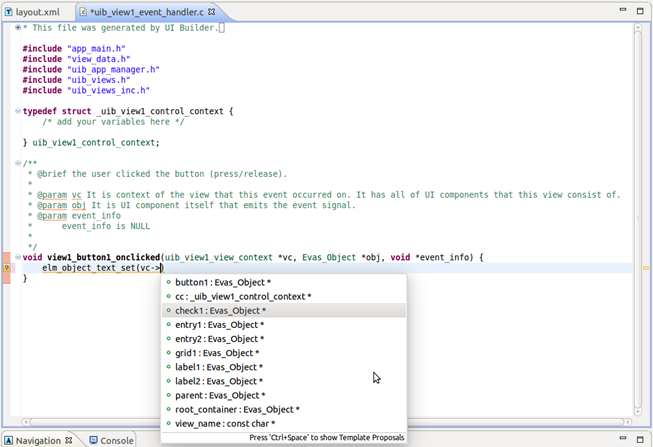 layout.xml
*uib_view1_event_handler.c
* This file was generated by UI Builder.
#include "app_main.h"
#include "view_data.h"
#include "uib_app_manager.h"
#include "uib_views.h"
#include "uib_views_inc.h"
typedef struct _uib_view1_control_context {
/* add your variables here */
} uib_view1_control_context;
/**
* @brief the user clicked the button (press/release).
*
* @param vc It is context of the view that this event occurred on. It has all of UI components that this view consist of.
* @param obj It is UI component itself that emits the event signal.
* @param event_info
* event_info is NULL
*
*/
void view1_button1_onclicked(uib_view1_view_context *vc, Evas_Object *obj, void *event_info) {
elm_object_text_set(vc->)
}
button1 : Evas_Object *
cc : _uib_view1_control_context *
check1 : Evas_Object *
entry1 : Evas_Object *
entry2 : Evas_Object *
grid1 : Evas_Object *
label1 : Evas_Object *
label2 : Evas_Object *
parent : Evas_Object *
root_container : Evas_Object *
view_name : const char *
Press 'Ctrl+Space' to show Template Proposals
Navigation
Console